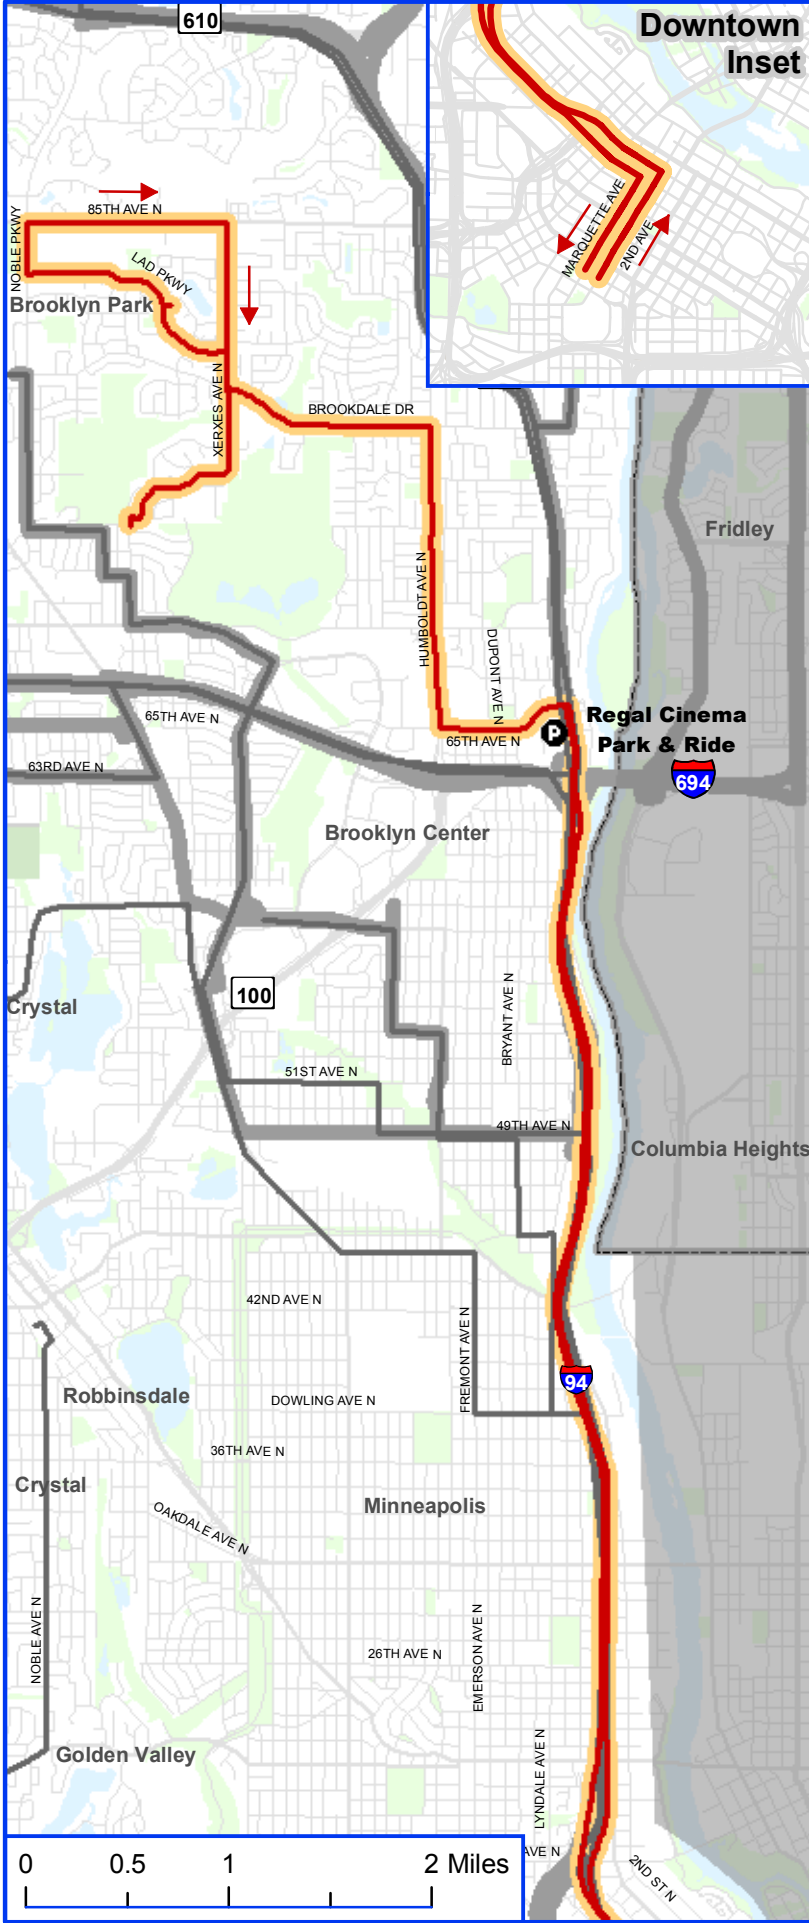 610
Downtown
Inset
MARQUETTE AVE
2ND AVE
85TH AVE N
NOBLE PKWY
LAD PKWY
Brooklyn Park
XERXES AVE N
BROOKDALE DR
Fridley
HUMBOLDT AVE N
DUPONT AVE N
65TH AVE N
65TH AVE N
P
Regal Cinema
Park & Ride
63RD AVE N
694
Brooklyn Center
Crystal
100
BRYANT AVE N
51ST AVE N
49TH AVE N
Columbia Heights
42ND AVE N
FREMONT AVE N
94
Robbinsdale
DOWLING AVE N
36TH AVE N
Crystal
Minneapolis
OAKDALE AVE N
NOBLE AVE N
EMERSON AVE N
26TH AVE N
Golden Valley
LYNDALE AVE N
AVE N
2ND ST N
0 0.5 1 2 Miles